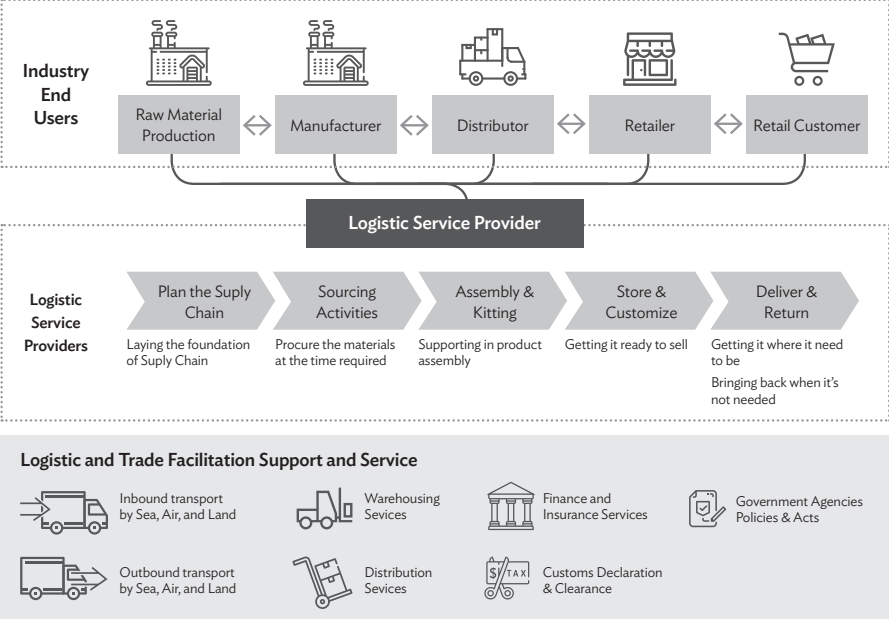 Industry
End
Users
Raw Material
Production
Manufacturer
Distributor
Retailer
Retail Customer
Logistic Service Provider
Logistic
Service
Providers
Plan the Suply
Chain
Sourcing
Activities
Assembly &
Kitting
Store &
Customize
Deliver &
Return
Laying the foundation
of Suply Chain
Procure the materials
at the time required
Supporting in product
assembly
Getting it ready to sell
Getting it where it need
to be
Bringing back when it's
not needed
Logistic and Trade Facilitation Support and Service
Inbound transport
by Sea, Air, and Land
Warehousing
Sevices
Finance and
Insurance Services
Government Agencies
Policies & Acts
Outbound transport
by Sea, Air, and Land
Distribution
Sevices
$ TAX
Customs Declaration
& Clearance